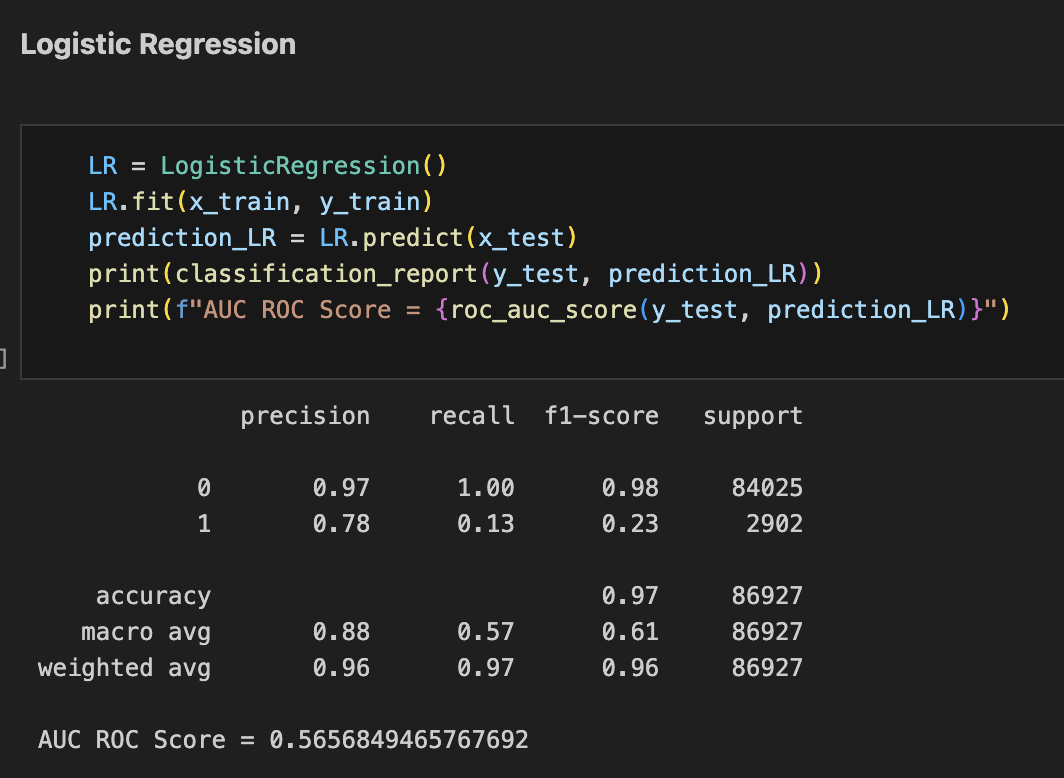 Logistic Regression
LR = LogisticRegression()
LR.fit(x_train, y_train)
prediction_LR = LR.predict(x_test)
print(classification_report(y_test, prediction_LR))
print(f"AUC ROC Score = {roc_auc_score(y_test, prediction_LR)}")
]
precision recall f1-score support
0 0.97 1.00 0.98 84025
1 0.78 0.13 0.23 2902
accuracy 0.97 86927
macro avg 0.88 0.57 0.61 86927
weighted avg 0.96 0.97 0.96 86927
AUC ROC Score = 0.5656849465767692